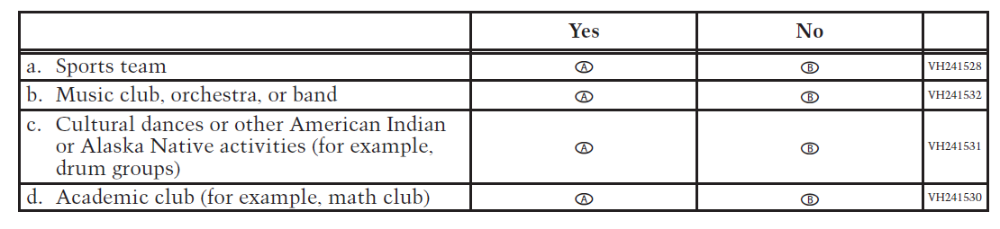 Yes No
a. Sports team Ⓐ Ⓑ VH241528
b. Music club, orchestra, or band Ⓐ Ⓑ VH241532
c. Cultural dances or other American Indian
or Alaska Native activities (for example,
drum groups) Ⓐ Ⓑ VH241531
d. Academic club (for example, math club) Ⓐ Ⓑ VH241530